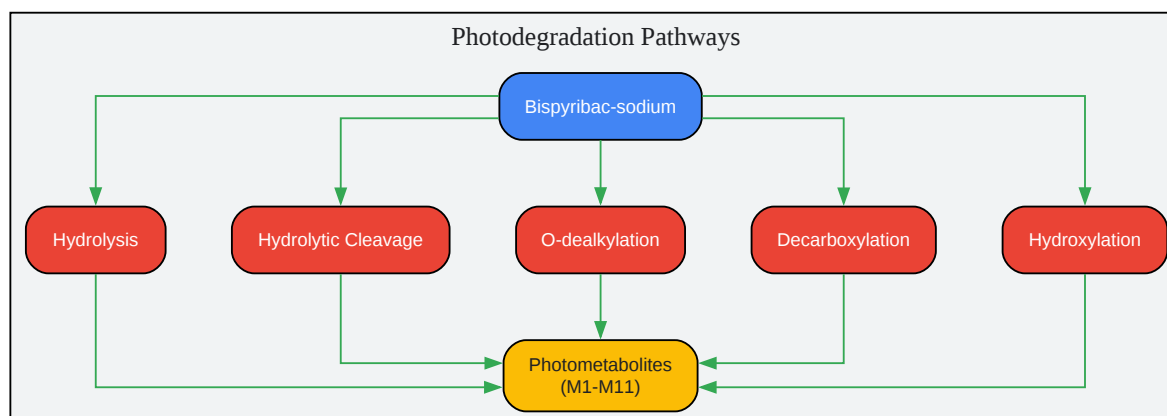 Photodegradation Pathways
Bispyribac-sodium
Hydrolysis
Hydrolytic Cleavage
O-dealkylation
Decarboxylation
Hydroxylation
Photometabolites
(M1-M11)